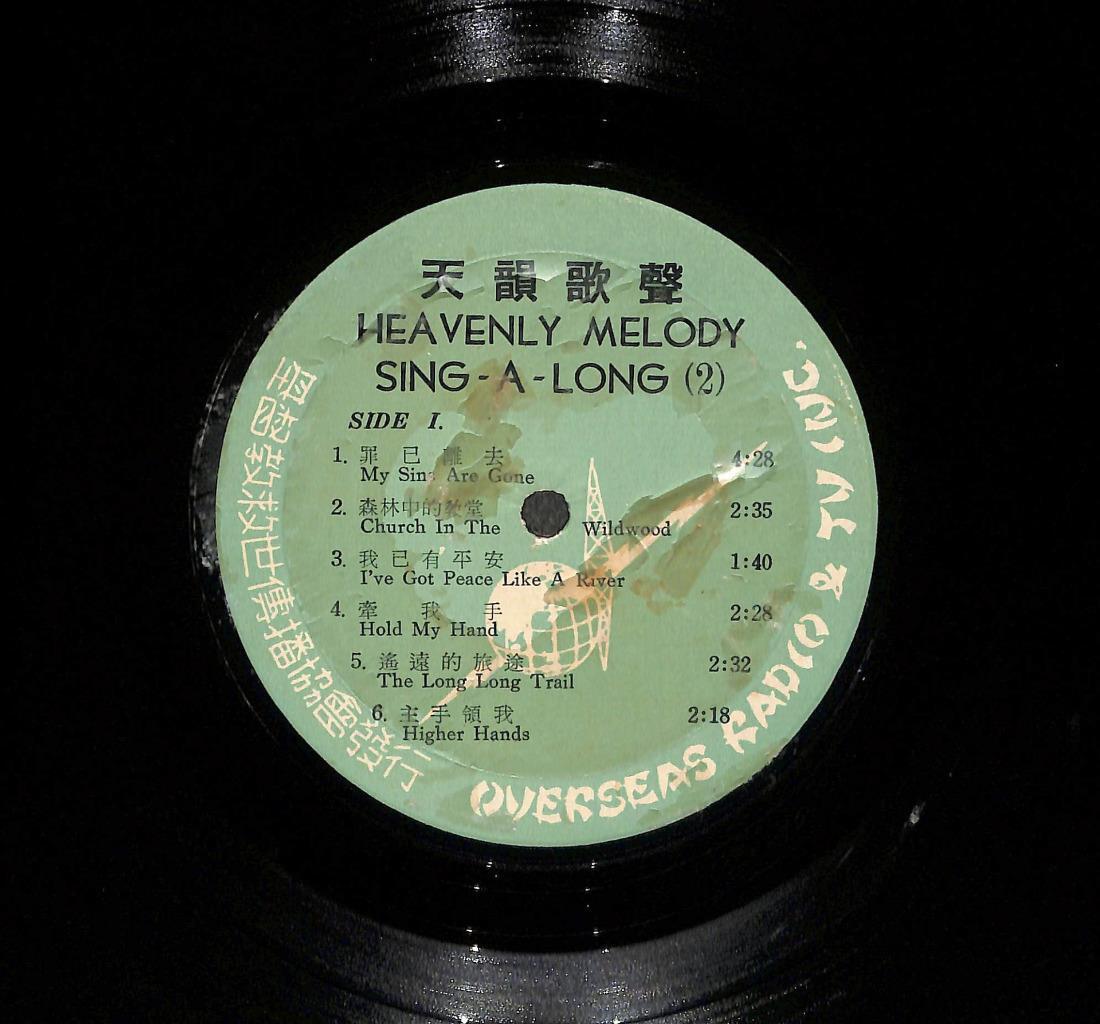 天韻歌聲
HEAVENLY MELODY
SING-A-LONG (2)
SIDE I.
1. 罪已離去 4:28
My Sins Are Gone
2. 森林中的教堂 2:35
Church In The Wildwood
3. 我已有平安 1:40
I've Got Peace Like A River
4. 牽我手 2:28
Hold My Hand
5. 遙遠的旅途 2:32
The Long Long Trail
6. 主手領我 2:18
Higher Hands
基督教救世傳播協會發行
OVERSEAS RADIO & TV INC.